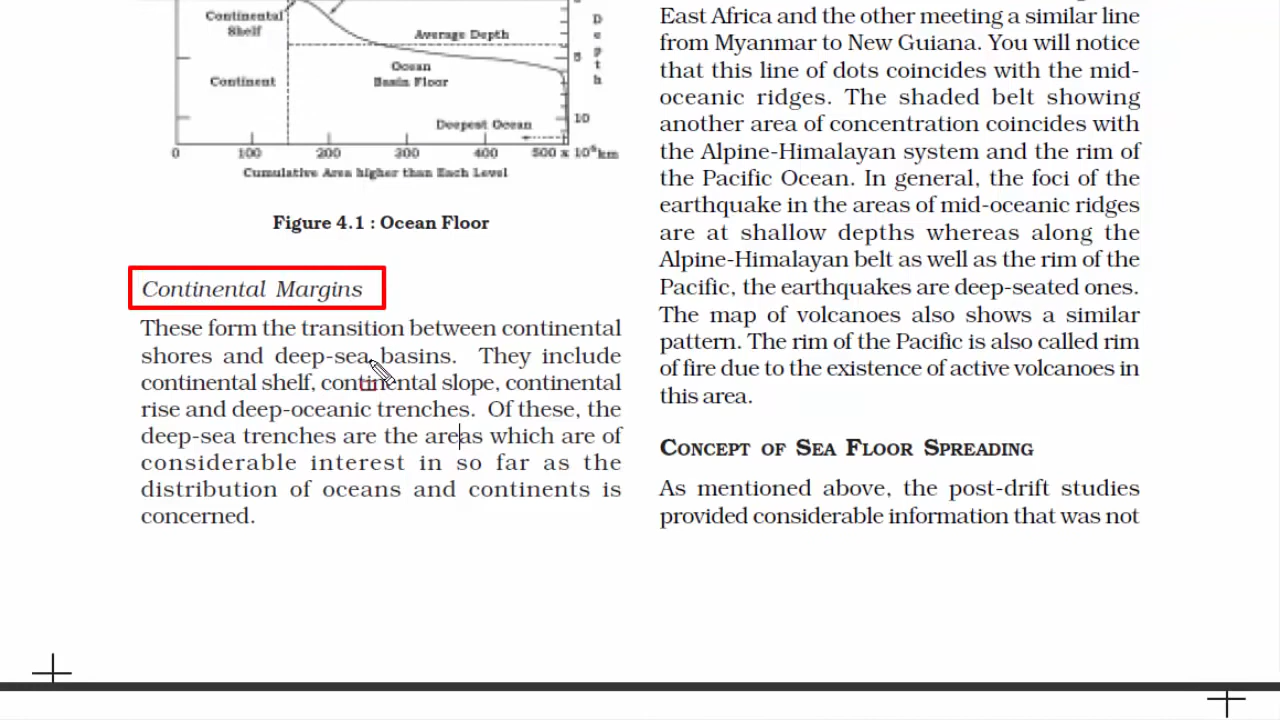 Continental
Shelf
Average Depth
Depth
5
Ocean
Basin Floor
Continent
10
Deepest Ocean
0 100 200 300 400 500 x 10⁶km
Cumulative Area higher than Each Level
Figure 4.1 : Ocean Floor
Continental Margins
These form the transition between continental
shores and deep-sea basins. They include
continental shelf, continental slope, continental
rise and deep-oceanic trenches. Of these, the
deep-sea trenches are the areas which are of
considerable interest in so far as the
distribution of oceans and continents is
concerned.
East Africa and the other meeting a similar line
from Myanmar to New Guiana. You will notice
that this line of dots coincides with the mid-
oceanic ridges. The shaded belt showing
another area of concentration coincides with
the Alpine-Himalayan system and the rim of
the Pacific Ocean. In general, the foci of the
earthquake in the areas of mid-oceanic ridges
are at shallow depths whereas along the
Alpine-Himalayan belt as well as the rim of the
Pacific, the earthquakes are deep-seated ones.
The map of volcanoes also shows a similar
pattern. The rim of the Pacific is also called rim
of fire due to the existence of active volcanoes in
this area.
CONCEPT OF SEA FLOOR SPREADING
As mentioned above, the post-drift studies
provided considerable information that was not